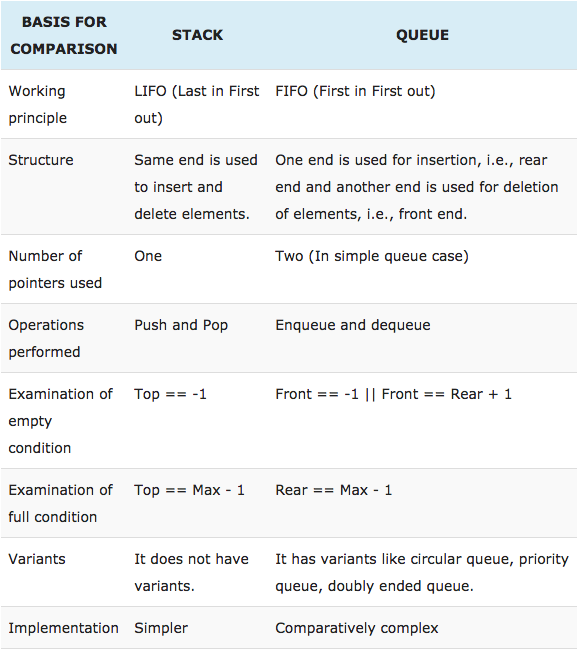 BASIS FOR COMPARISON STACK QUEUE
Working principle LIFO (Last in First out) FIFO (First in First out)
Structure Same end is used to insert and delete elements. One end is used for insertion, i.e., rear end and another end is used for deletion of elements, i.e., front end.
Number of pointers used One Two (In simple queue case)
Operations performed Push and Pop Enqueue and dequeue
Examination of empty condition Top == -1 Front == -1 || Front == Rear + 1
Examination of full condition Top == Max - 1 Rear == Max - 1
Variants It does not have variants. It has variants like circular queue, priority queue, doubly ended queue.
Implementation Simpler Comparatively complex